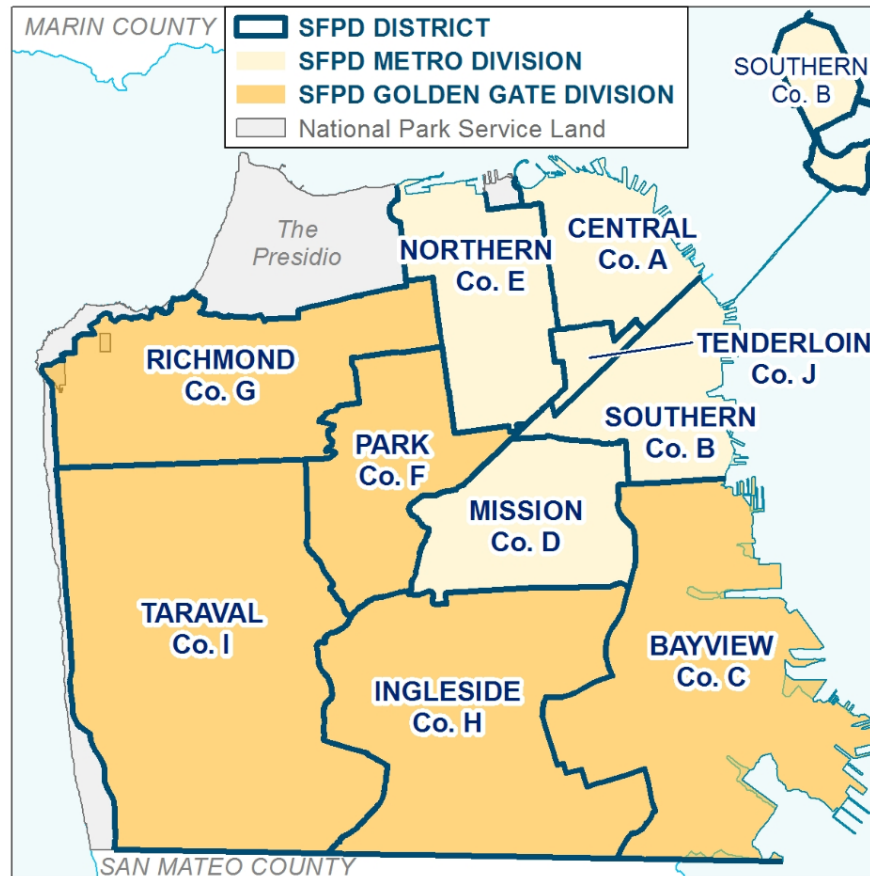 MARIN COUNTY
SFPD DISTRICT
SFPD METRO DIVISION
SFPD GOLDEN GATE DIVISION
National Park Service Land
SOUTHERN
Co. B
The
Presidio
NORTHERN
Co. E
CENTRAL
Co. A
RICHMOND
Co. G
TENDERLOIN
Co. J
PARK
Co. F
SOUTHERN
Co. B
MISSION
Co. D
TARAVAL
Co. I
INGLESIDE
Co. H
BAYVIEW
Co. C
SAN MATEO COUNTY